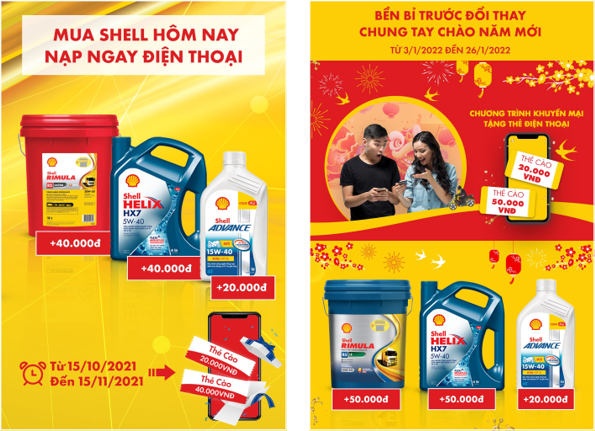 MUA SHELL HÔM NAY
NẠP NGAY ĐIỆN THOẠI
Shell
RIMULA
Shell
HELIX
HX7
5W-40
Shell
ADVANCE
15W-40
+40.000đ
+40.000đ
+20.000đ
Từ 15/10/2021
Đến 15/11/2021
Thẻ Cào
20.000VNĐ
Thẻ Cào
40.000VNĐ
BỀN BỈ TRƯỚC ĐỔI THAY
CHUNG TAY CHÀO NĂM MỚI
TỪ 3/1/2022 ĐẾN 26/1/2022
CHƯƠNG TRÌNH KHUYẾN MẠI
TẶNG THẺ ĐIỆN THOẠI
THẺ CÀO
20.000
VNĐ
THẺ CÀO
50.000
VNĐ
Shell
RIMULA
Shell
HELIX
HX7
5W-40
Shell
ADVANCE
15W-40
+50.000đ
+50.000đ
+20.000đ